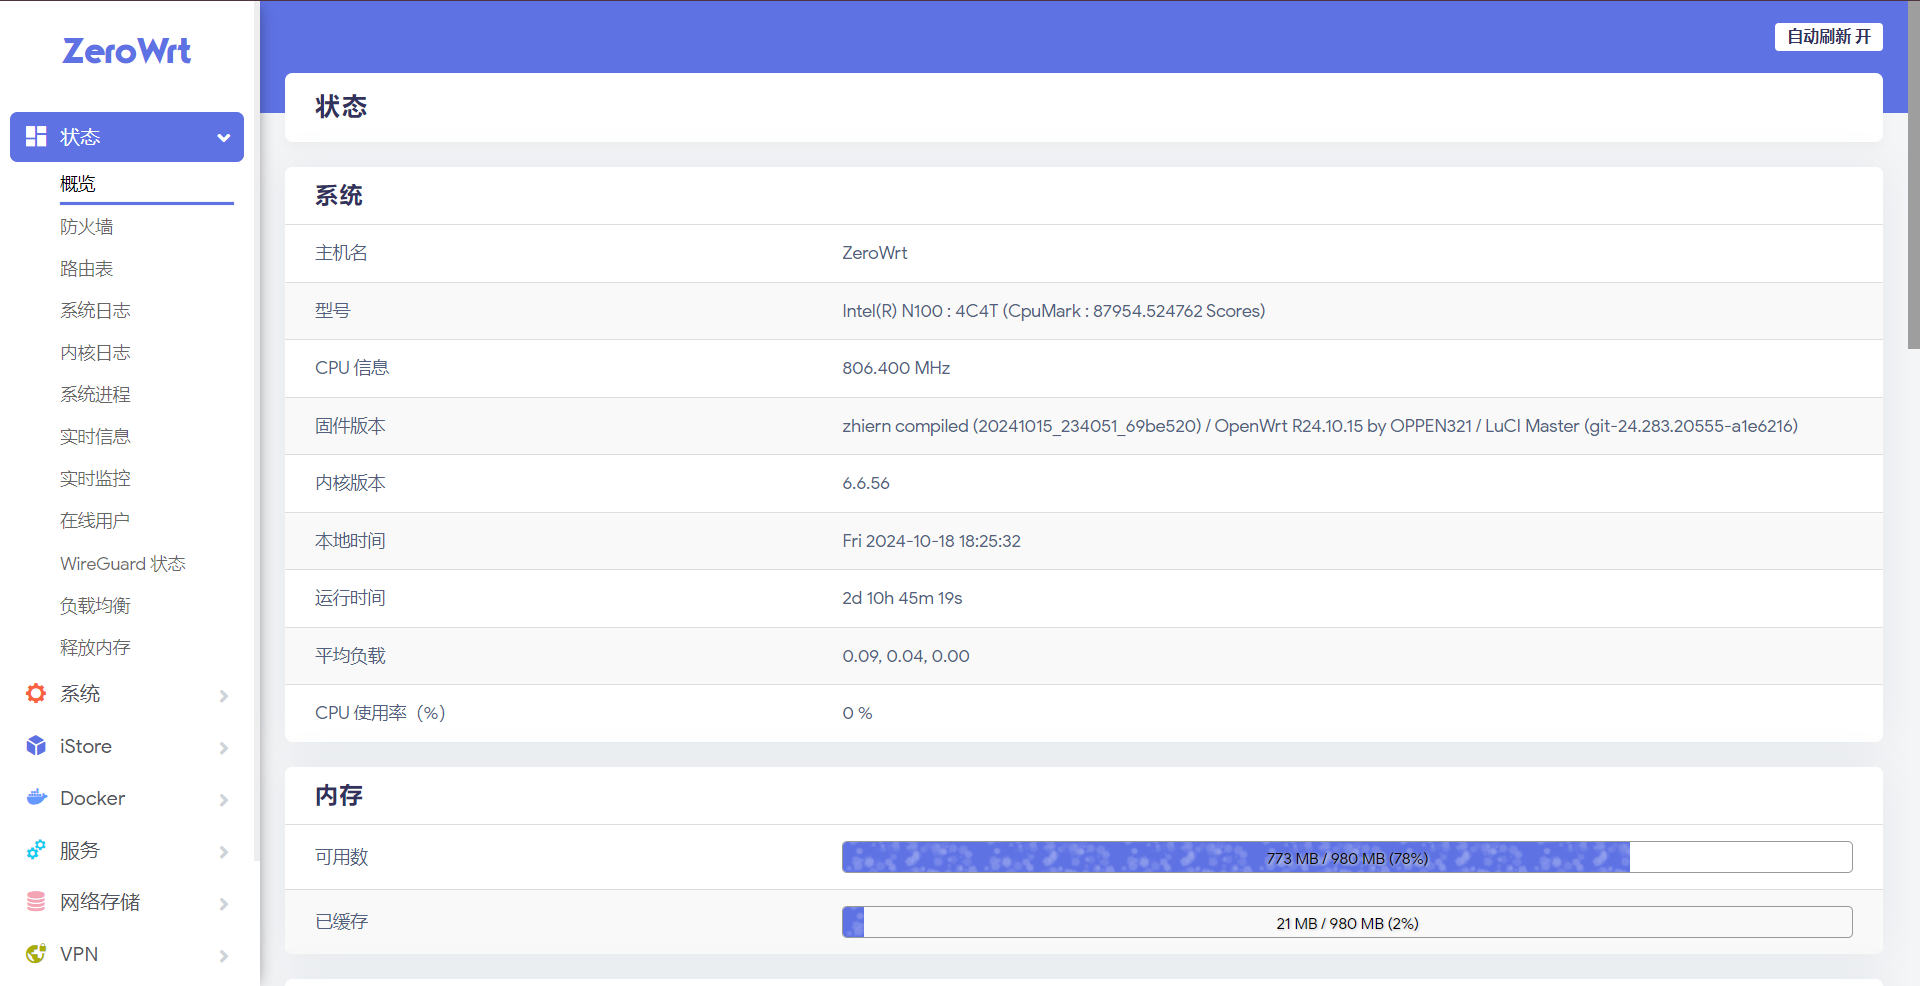 ZeroWrt
自动刷新 开
状态
概览
防火墙
路由表
系统日志
内核日志
系统进程
实时信息
实时监控
在线用户
WireGuard 状态
负载均衡
释放内存
系统
iStore
Docker
服务
网络存储
VPN
状态
系统
主机名 ZeroWrt
型号 Intel(R) N100 : 4C4T (CpuMark : 87954.524762 Scores)
CPU 信息 806.400 MHz
固件版本 zhiern compiled (20241015_234051_69be520) / OpenWrt R24.10.15 by OPPEN321 / LuCI Master (git-24.283.20555-a1e6216)
内核版本 6.6.56
本地时间 Fri 2024-10-18 18:25:32
运行时间 2d 10h 45m 19s
平均负载 0.09, 0.04, 0.00
CPU 使用率（%） 0 %
内存
可用数 773 MB / 980 MB (78%)
已缓存 21 MB / 980 MB (2%)